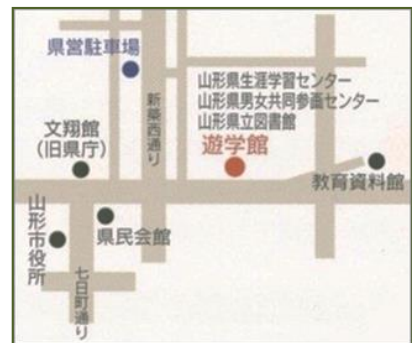 県営駐車場
山形県生涯学習センター
山形県男女共同参画センター
山形県立図書館
遊学館
新築西通り
文翔館
(旧県庁)
教育資料館
県民会館
山形市役所
七日町通り